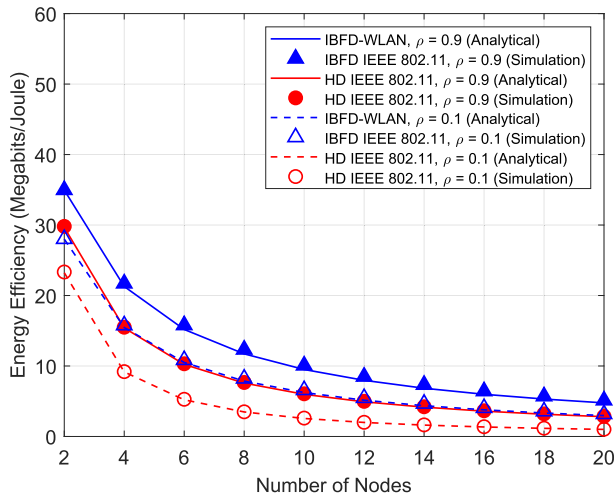 60
50
40
30
20
10
0
Energy Efficiency (Megabits/Joule)
IBFD-WLAN, ρ = 0.9 (Analytical)
IBFD IEEE 802.11, ρ = 0.9 (Simulation)
HD IEEE 802.11, ρ = 0.9 (Analytical)
HD IEEE 802.11, ρ = 0.9 (Simulation)
IBFD-WLAN, ρ = 0.1 (Analytical)
IBFD IEEE 802.11, ρ = 0.1 (Simulation)
HD IEEE 802.11, ρ = 0.1 (Analytical)
HD IEEE 802.11, ρ = 0.1 (Simulation)
2 4 6 8 10 12 14 16 18 20
Number of Nodes